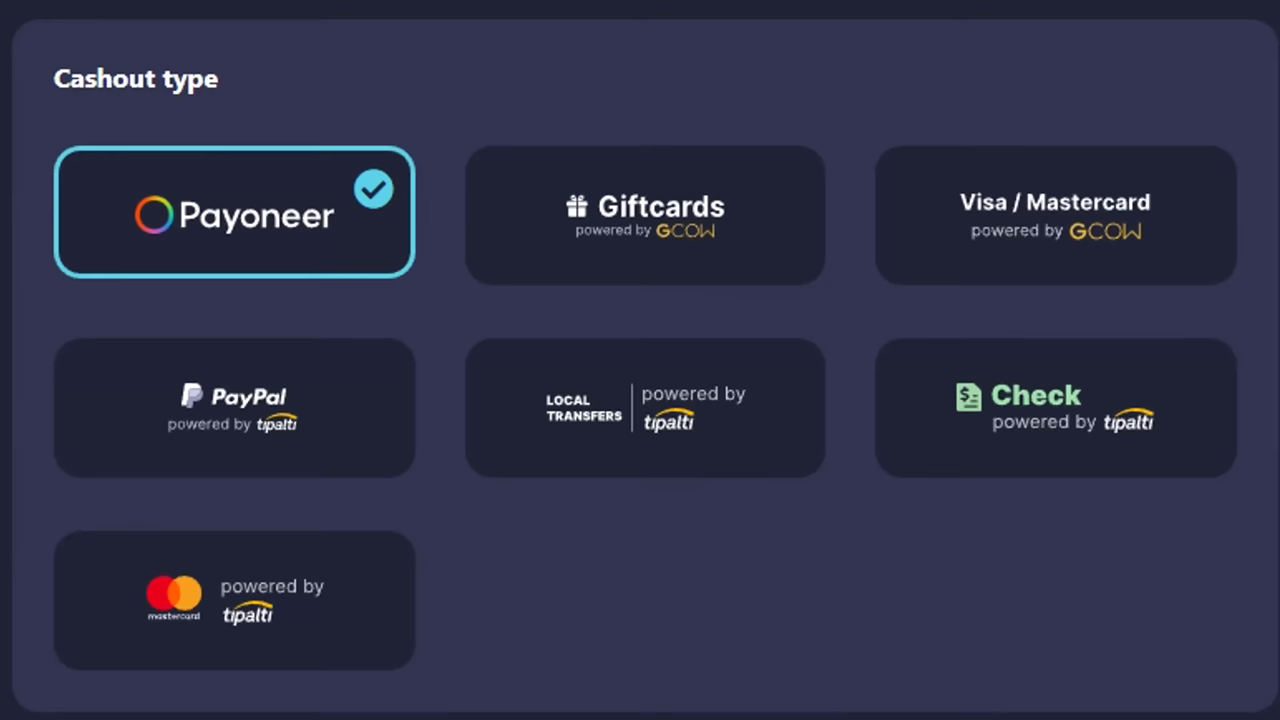 Cashout type
Payoneer
Giftcards
powered by GCOW
Visa / Mastercard
powered by GCOW
PayPal
powered by tipalti
LOCAL
TRANSFERS
powered by
tipalti
Check
powered by tipalti
mastercard
powered by
tipalti